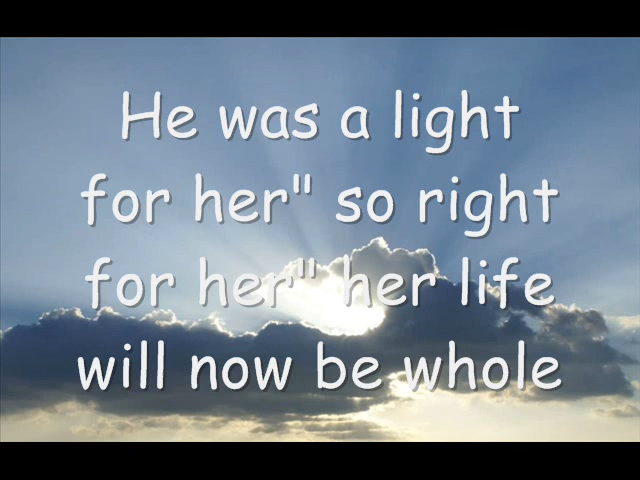 He was a light
for her" so right
for her" her life
will now be whole